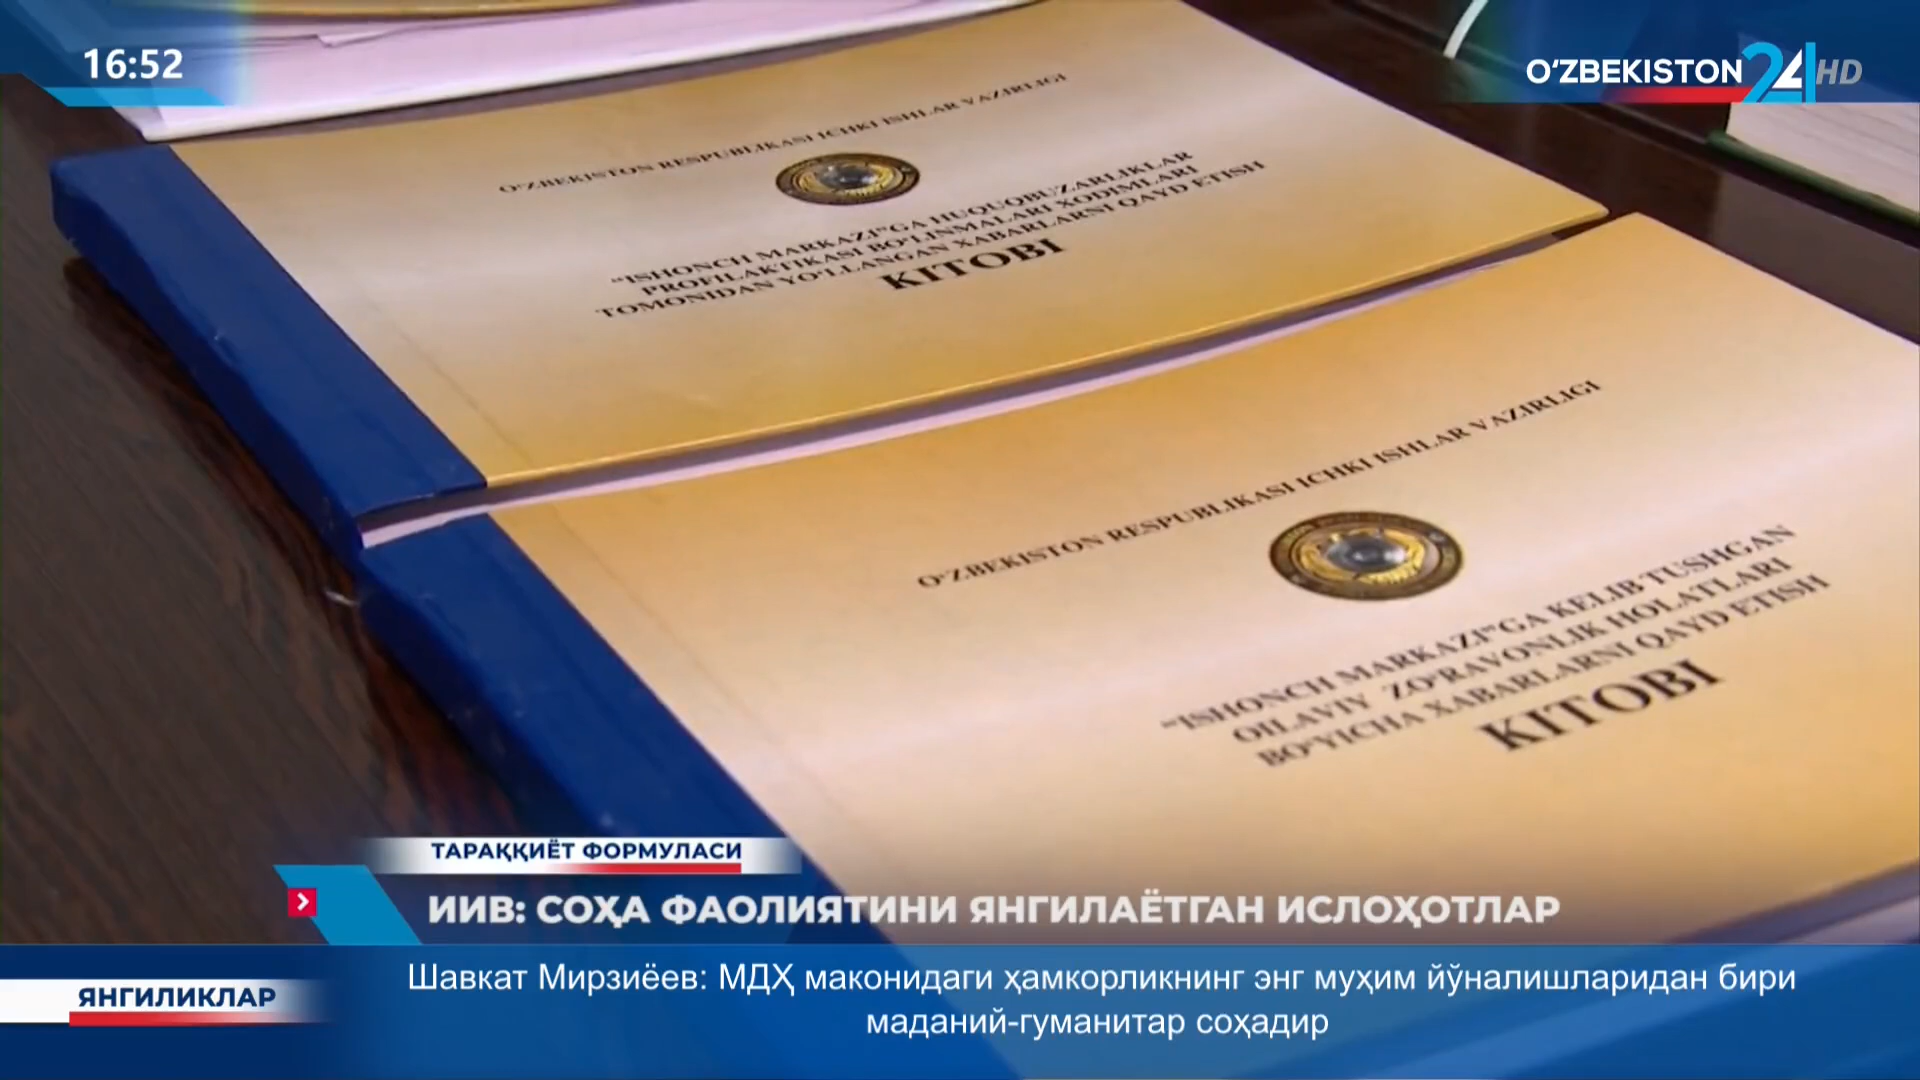 16:52
O‘ZBEKISTON 24 HD
O‘ZBEKISTON RESPUBLIKASI ICHKI ISHLAR VAZIRLIGI
“ISHONCH MARKAZI”GA HUQUQBUZARLIKLAR
PROFILAKTIKASI BO‘LINMALARI XODIMLARI
TOMONIDAN YO‘LLANGAN XABARLARNI QAYD ETISH
KITOBI
O‘ZBEKISTON RESPUBLIKASI ICHKI ISHLAR VAZIRLIGI
“ISHONCH MARKAZI”GA KELIB TUSHGAN
OILAVIY ZO‘RAVONLIK HOLATLARI
BO‘YICHA XABARLARNI QAYD ETISH
KITOBI
ТАРАҚҚИЁТ ФОРМУЛАСИ
ИИВ: СОҲА ФАОЛИЯТИНИ ЯНГИЛАЁТГАН ИСЛОҲОТЛАР
ЯНГИЛИКЛАР
Шавкат Мирзиёев: МДҲ маконидаги ҳамкорликнинг энг муҳим йўналишларидан бири
маданий-гуманитар соҳадир